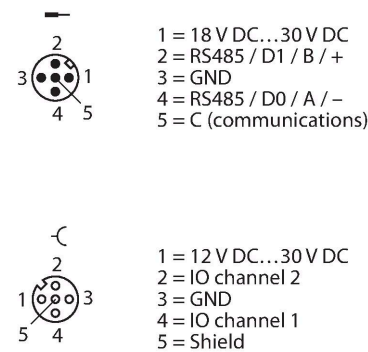 2
3
1
4
5
1 = 18 V DC...30 V DC
2 = RS485 / D1 / B / +
3 = GND
4 = RS485 / D0 / A / –
5 = C (communications)
2
1
3
5
4
1 = 12 V DC...30 V DC
2 = IO channel 2
3 = GND
4 = IO channel 1
5 = Shield